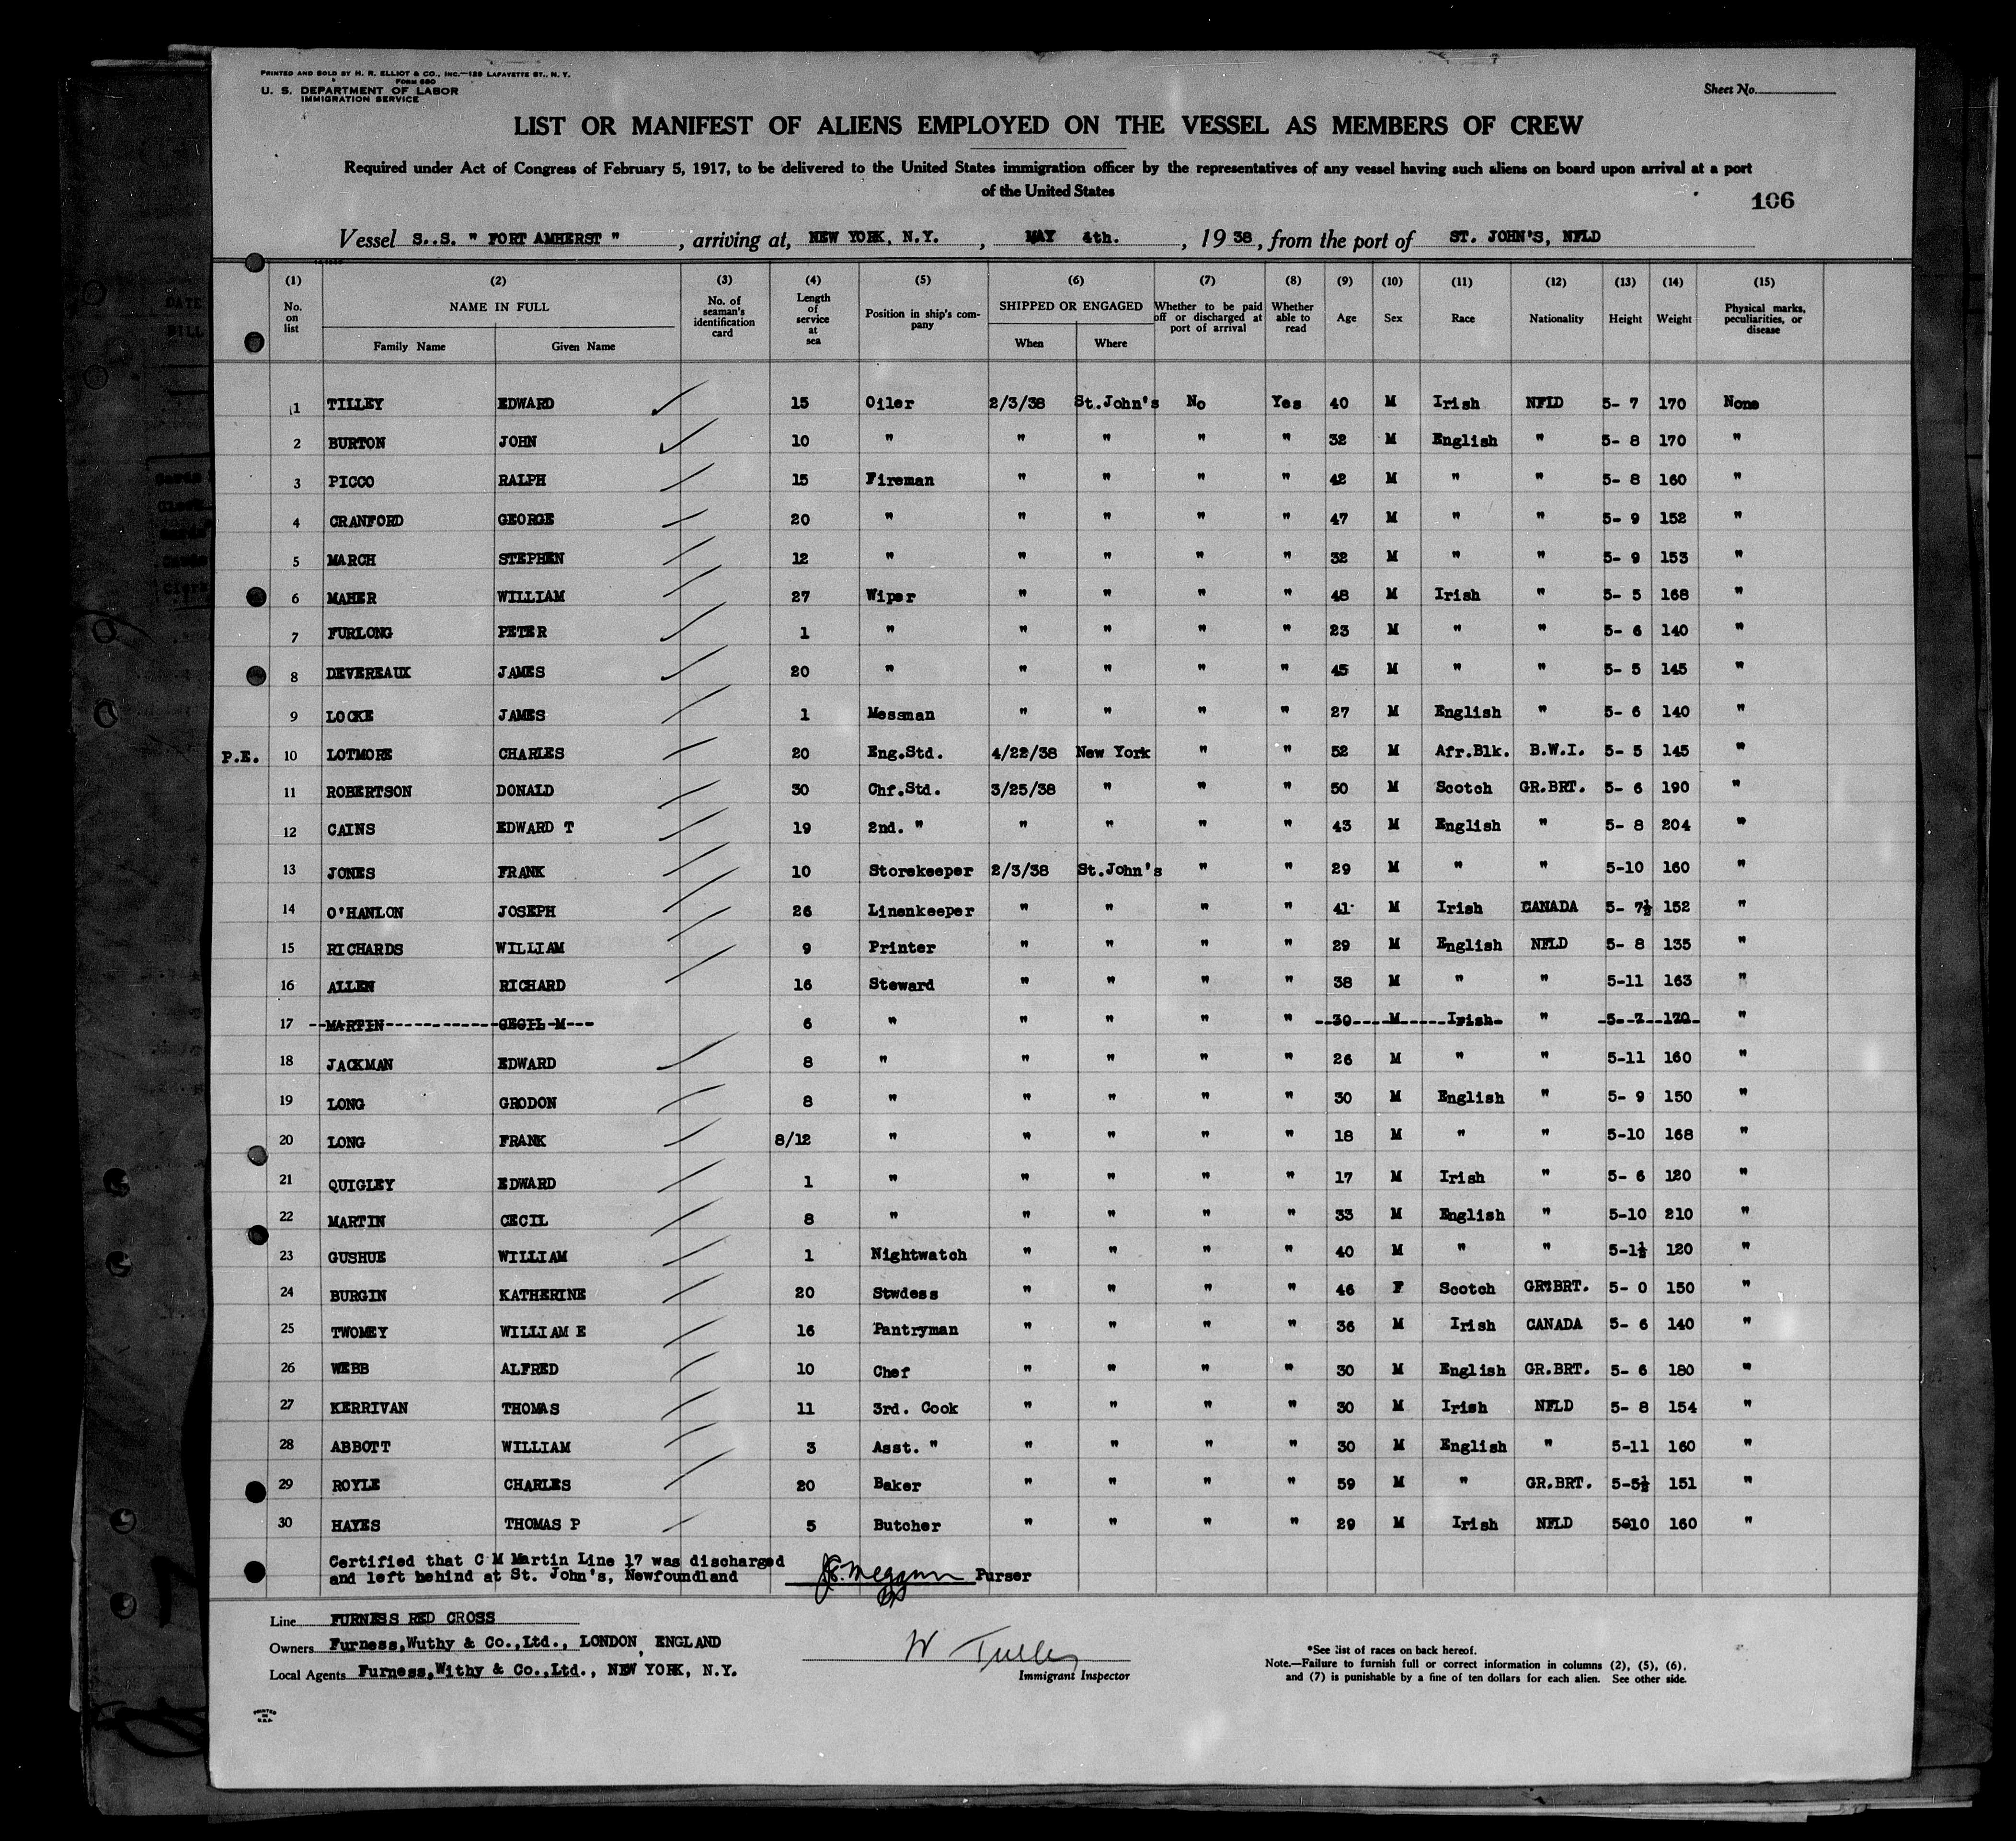 PRINTED AND SOLD BY H. R. ELLIOT & CO., INC.—129 LAFAYETTE ST., N. Y.
FORM 680
U. S. DEPARTMENT OF LABOR
IMMIGRATION SERVICE
Sheet No.
LIST OR MANIFEST OF ALIENS EMPLOYED ON THE VESSEL AS MEMBERS OF CREW
Required under Act of Congress of February 5, 1917, to be delivered to the United States immigration officer by the representatives of any vessel having such aliens on board upon arrival at a port
of the United States
106
Vessel S..S. " FORT AMHERST " , arriving at, NEW YORK, N.Y. , MAY 4th. , 19 38 , from the port of ST. JOHN'S, NFLD
(1) (2) (3) (4) (5) (6) (7) (8) (9) (10) (11) (12) (13) (14) (15)
No. on list NAME IN FULL Family Name Given Name No. of seaman's identification card Length of service at sea Position in ship's company SHIPPED OR ENGAGED When Where Whether to be paid off or discharged at port of arrival Whether able to read Age Sex Race Nationality Height Weight Physical marks, peculiarities, or disease
1 TILLEY EDWARD 15 Oiler 2/3/38 St.John's No Yes 40 M Irish NFLD 5- 7 170 None
2 BURTON JOHN 10 " " " " " 32 M English " 5- 8 170 "
3 PICCO RALPH 15 Fireman " " " " 42 M " " 5- 8 160 "
4 CRANFORD GEORGE 20 " " " " " 47 M " " 5- 9 152 "
5 MARCH STEPHEN 12 " " " " " 32 M " " 5- 9 153 "
6 MAHER WILLIAM 27 Wiper " " " " 48 M Irish " 5- 5 168 "
7 FURLONG PETER 1 " " " " " 23 M " " 5- 6 140 "
8 DEVEREAUX JAMES 20 " " " " " 45 M " " 5- 5 145 "
9 LOCKE JAMES 1 Messman " " " " 27 M English " 5- 6 140 "
P.E. 10 LOTMORE CHARLES 20 Eng.Std. 4/22/38 New York " " 52 M Afr.Blk. B.W.I. 5- 5 145 "
11 ROBERTSON DONALD 30 Chf.Std. 3/25/38 " " " 50 M Scotch GR.BRT. 5- 6 190 "
12 CAINS EDWARD T 19 2nd. " " " " " 43 M English " 5- 8 204 "
13 JONES FRANK 10 Storekeeper 2/3/38 St.John's " " 29 M " " 5-10 160 "
14 O'HANLON JOSEPH 26 Linenkeeper " " " " 41 M Irish CANADA 5- 7½ 152 "
15 RICHARDS WILLIAM 9 Printer " " " " 29 M English NFLD 5- 8 135 "
16 ALLEN RICHARD 16 Steward " " " " 38 M " " 5-11 163 "
17 MARTIN CECIL M 6 " " " " " 30 M Irish " 5-7 170 "
18 JACKMAN EDWARD 8 " " " " " 26 M " " 5-11 160 "
19 LONG GRODON 8 " " " " " 30 M English " 5- 9 150 "
20 LONG FRANK 8/12 " " " " " 18 M " " 5-10 168 "
21 QUIGLEY EDWARD 1 " " " " " 17 M Irish " 5- 6 120 "
22 MARTIN CECIL 8 " " " " " 33 M English " 5-10 210 "
23 GUSHUE WILLIAM 1 Nightwatch " " " " 40 M " " 5-1½ 120 "
24 BURGIN KATHERINE 20 Stwdess " " " " 46 F Scotch GR.BRT. 5- 0 150 "
25 TWOMEY WILLIAM E 16 Pantryman " " " " 36 M Irish CANADA 5- 6 140 "
26 WEBB ALFRED 10 Chef " " " " 30 M English GR.BRT. 5- 6 180 "
27 KERRIVAN THOMAS 11 3rd. Cook " " " " 30 M Irish NFLD 5- 8 154 "
28 ABBOTT WILLIAM 3 Asst. " " " " " 30 M English " 5-11 160 "
29 ROYLE CHARLES 20 Baker " " " " 59 M " GR.BRT. 5-5½ 151 "
30 HAYES THOMAS P 5 Butcher " " " " 29 M Irish NFLD 5010 160 "
Certified that C M Martin Line 17 was discharged
and left behind at St. John's, Newfoundland Purser
Line FURNESS RED CROSS
Owners Furness,Wuthy & Co.,Ltd., LONDON, ENGLAND
Local Agents Furness,Withy & Co.,Ltd., NEW YORK, N.Y.
Immigrant Inspector
*See list of races on back hereof.
Note.—Failure to furnish full or correct information in columns (2), (5), (6),
and (7) is punishable by a fine of ten dollars for each alien. See other side.
PRINTED IN U.S.A.